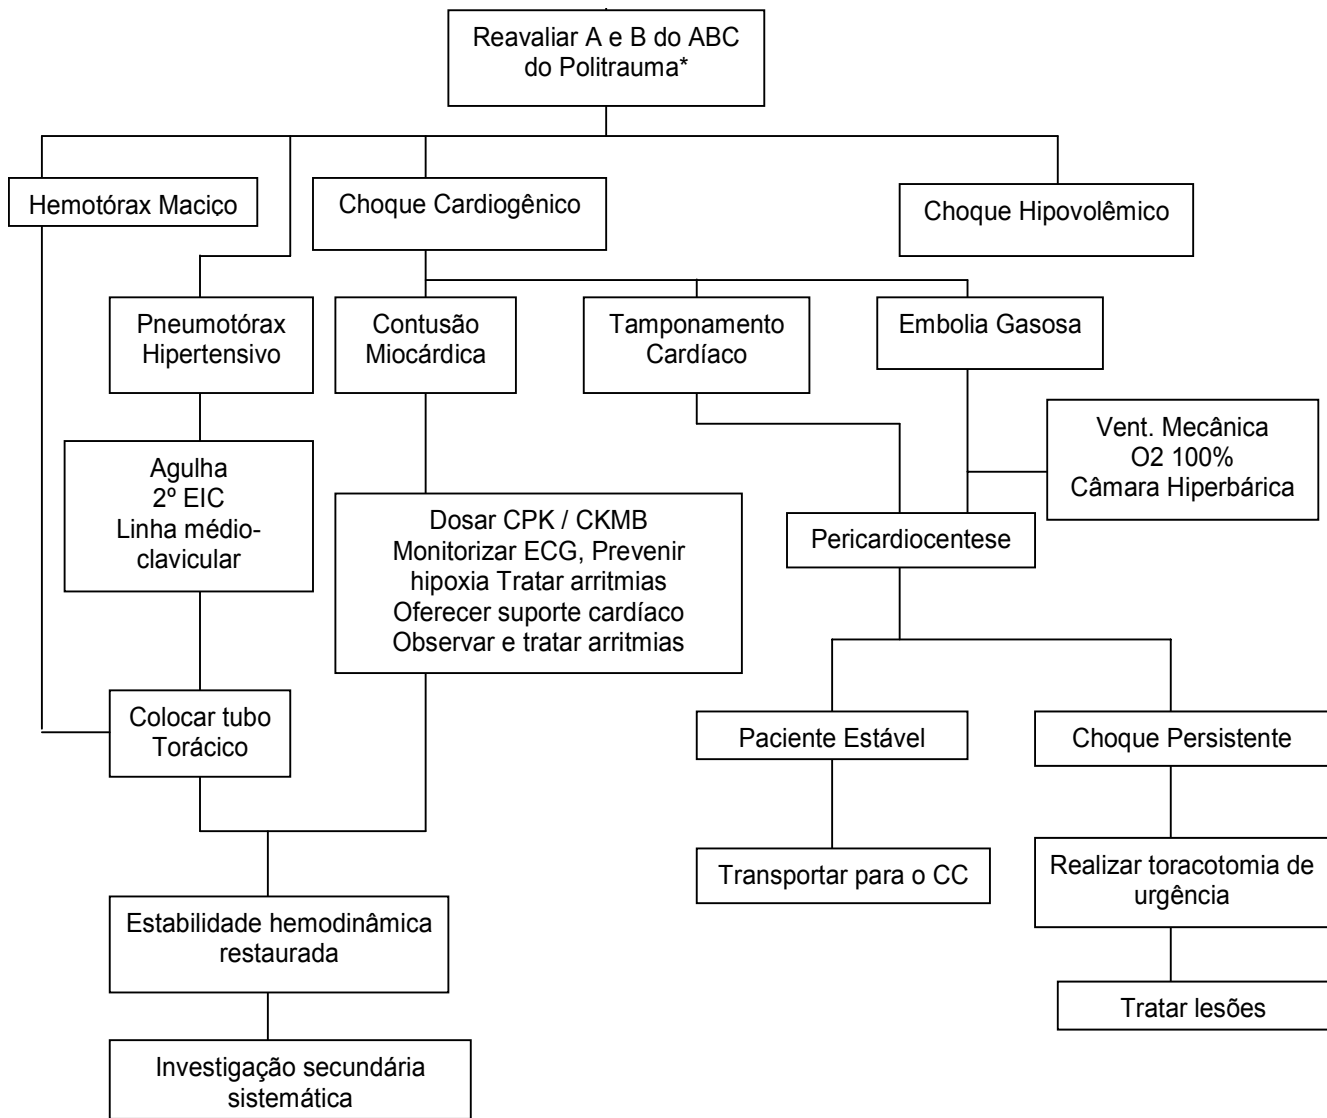 Reavaliar A e B do ABC
do Politrauma*
Hemotórax Maciço
Choque Cardiogênico
Choque Hipovolêmico
Pneumotórax
Hipertensivo
Contusão
Miocárdica
Tamponamento
Cardíaco
Embolia Gasosa
Agulha
2º EIC
Linha médio-
clavicular
Vent. Mecânica
O2 100%
Câmara Hiperbárica
Dosar CPK / CKMB
Monitorizar ECG, Prevenir
hipoxia Tratar arritmias
Oferecer suporte cardíaco
Observar e tratar arritmias
Pericardiocentese
Colocar tubo
Torácico
Paciente Estável
Choque Persistente
Transportar para o CC
Realizar toracotomia de
urgência
Estabilidade hemodinâmica
restaurada
Tratar lesões
Investigação secundária
sistemática